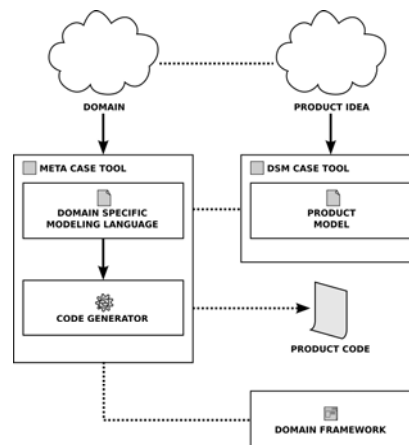 DOMAIN
PRODUCT IDEA
META CASE TOOL
DSM CASE TOOL
DOMAIN SPECIFIC
MODELING LANGUAGE
PRODUCT
MODEL
CODE GENERATOR
PRODUCT CODE
DOMAIN FRAMEWORK